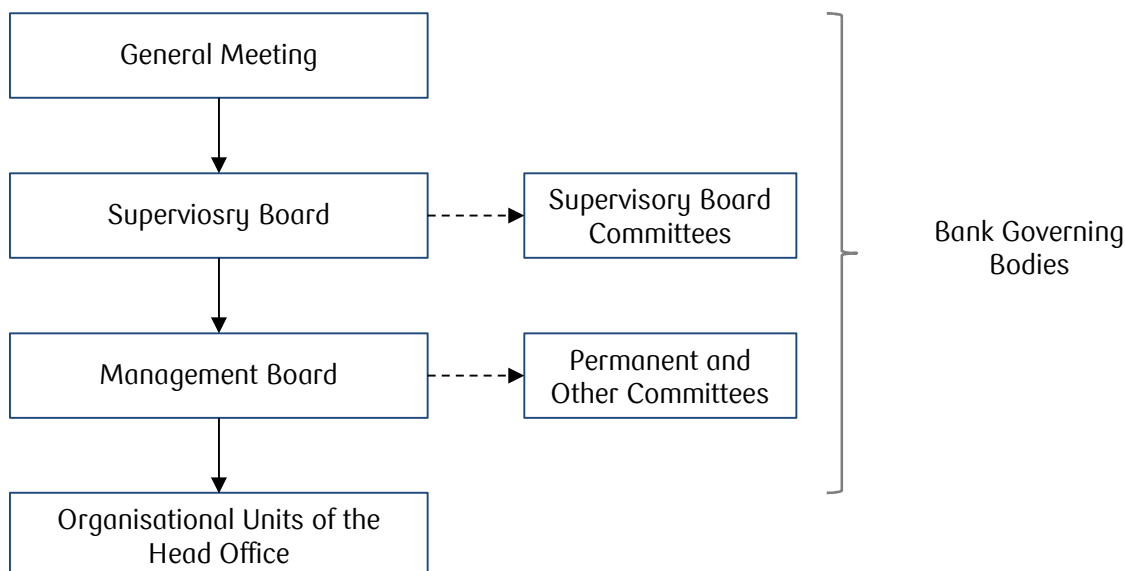 General Meeting
Superviosry Board
Supervisory Board
Committees
Bank Governing
Bodies
Management Board
Permanent and
Other Committees
Organisational Units of the
Head Office